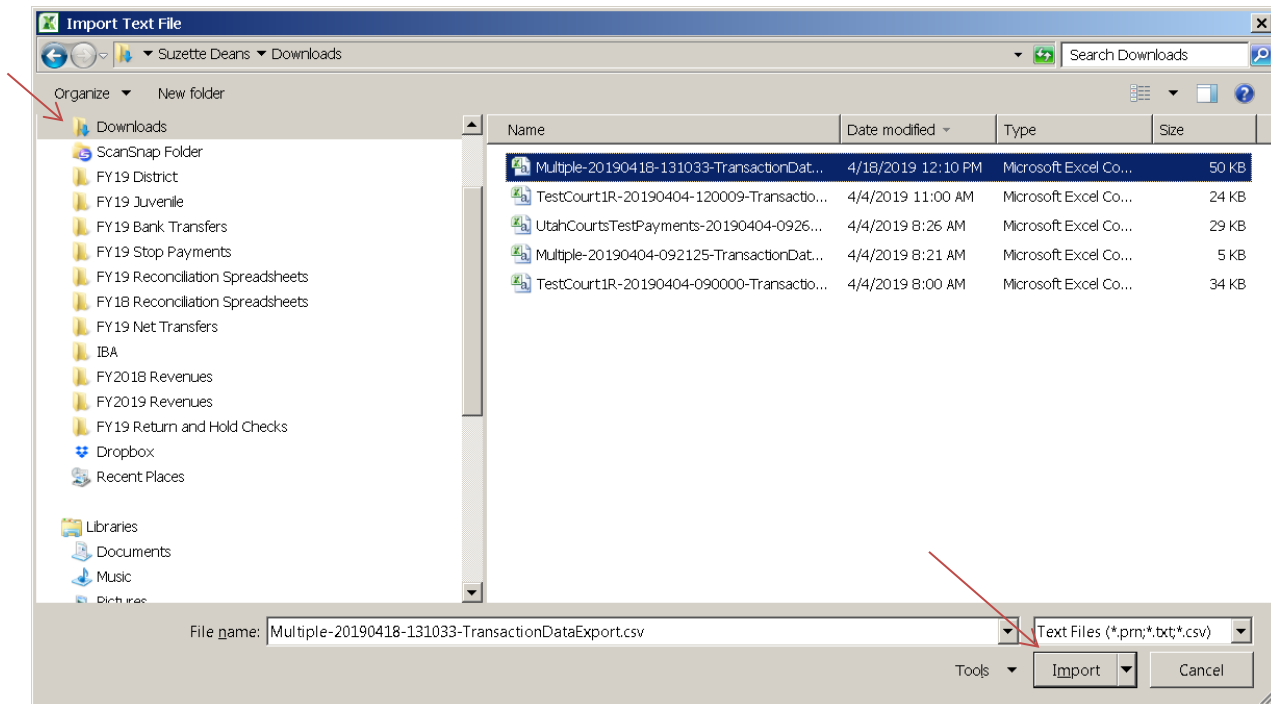 Import Text File
Suzette Deans Downloads
Search Downloads
Organize New folder
Downloads
ScanSnap Folder
FY19 District
FY19 Juvenile
FY19 Bank Transfers
FY19 Stop Payments
FY19 Reconciliation Spreadsheets
FY18 Reconciliation Spreadsheets
FY19 Net Transfers
IBA
FY2018 Revenues
FY2019 Revenues
FY19 Return and Hold Checks
Dropbox
Recent Places
Libraries
Documents
Music
Pictures
Name Date modified Type Size
Multiple-20190418-131033-TransactionDat... 4/18/2019 12:10 PM Microsoft Excel Co... 50 KB
TestCourt1R-20190404-120009-Transactio... 4/4/2019 11:00 AM Microsoft Excel Co... 24 KB
UtahCourtsTestPayments-20190404-0926... 4/4/2019 8:26 AM Microsoft Excel Co... 29 KB
Multiple-20190404-092125-TransactionDat... 4/4/2019 8:21 AM Microsoft Excel Co... 5 KB
TestCourt1R-20190404-090000-Transactio... 4/4/2019 8:00 AM Microsoft Excel Co... 34 KB
File name: Multiple-20190418-131033-TransactionDataExport.csv Text Files (*.prn;*.txt;*.csv)
Tools Import Cancel